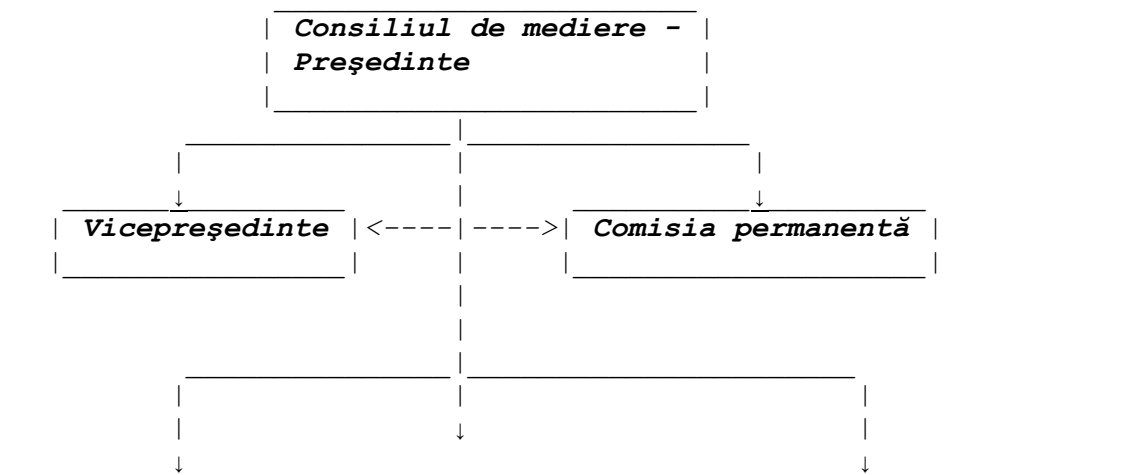 Consiliul de mediere -
Preşedinte
Vicepreşedinte <----|----> Comisia permanentă